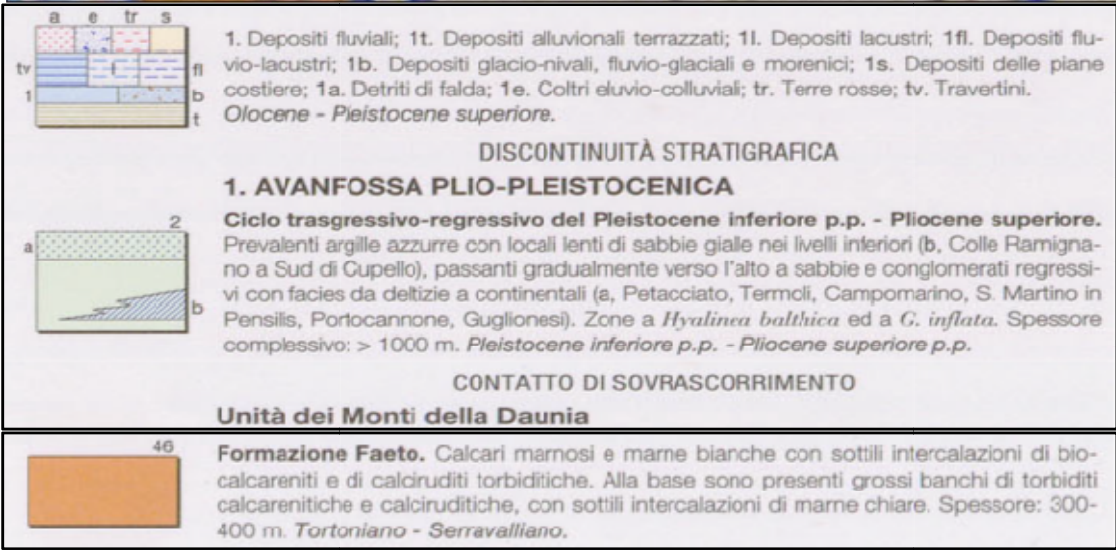 a e tr s
tv fl
1 b
t
1. Depositi fluviali; 1t. Depositi alluvionali terrazzati; 1l. Depositi lacustri; 1fl. Depositi flu-
vio-lacustri; 1b. Depositi glacio-nivali, fluvio-glaciali e morenici; 1s. Depositi delle piane
costiere; 1a. Detriti di falda; 1e. Coltri eluvio-colluviali; tr. Terre rosse; tv. Travertini.
Olocene - Pleistocene superiore.
DISCONTINUITÀ STRATIGRAFICA
1. AVANFOSSA PLIO-PLEISTOCENICA
2
a
b
Ciclo trasgressivo-regressivo del Pleistocene inferiore p.p. - Pliocene superiore.
Prevalenti argille azzurre con locali lenti di sabbie gialle nei livelli inferiori (b, Colle Ramigna-
no a Sud di Cupello), passanti gradualmente verso l'alto a sabbie e conglomerati regressi-
vi con facies da deltizie a continentali (a, Petacciato, Termoli, Campomarino, S. Martino in
Pensilis, Portocannone, Guglionesi). Zone a Hyalinea balthica ed a G. inflata. Spessore
complessivo: > 1000 m. Pleistocene inferiore p.p. - Pliocene superiore p.p.
CONTATTO DI SOVRASCORRIMENTO
Unità dei Monti della Daunia
46
Formazione Faeto. Calcari marnosi e marne bianche con sottili intercalazioni di bio-
calcareniti e di calciruditi torbiditiche. Alla base sono presenti grossi banchi di torbiditi
calcarenitiche e calciruditiche, con sottili intercalazioni di marne chiare. Spessore: 300-
400 m. Tortoniano - Serravalliano.